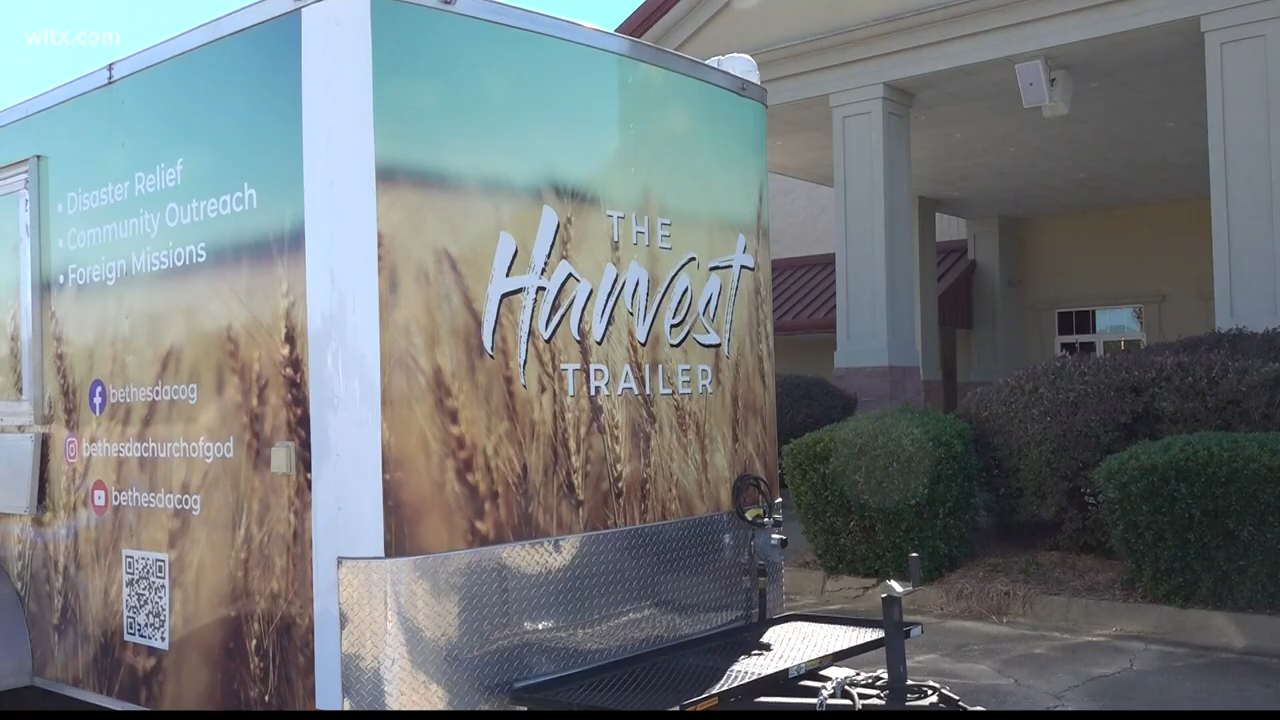 wltx.com
• Disaster Relief
• Community Outreach
• Foreign Missions
bethesdacog
bethesdachurchofgod
bethesdacog
THE
Harvest
TRAILER